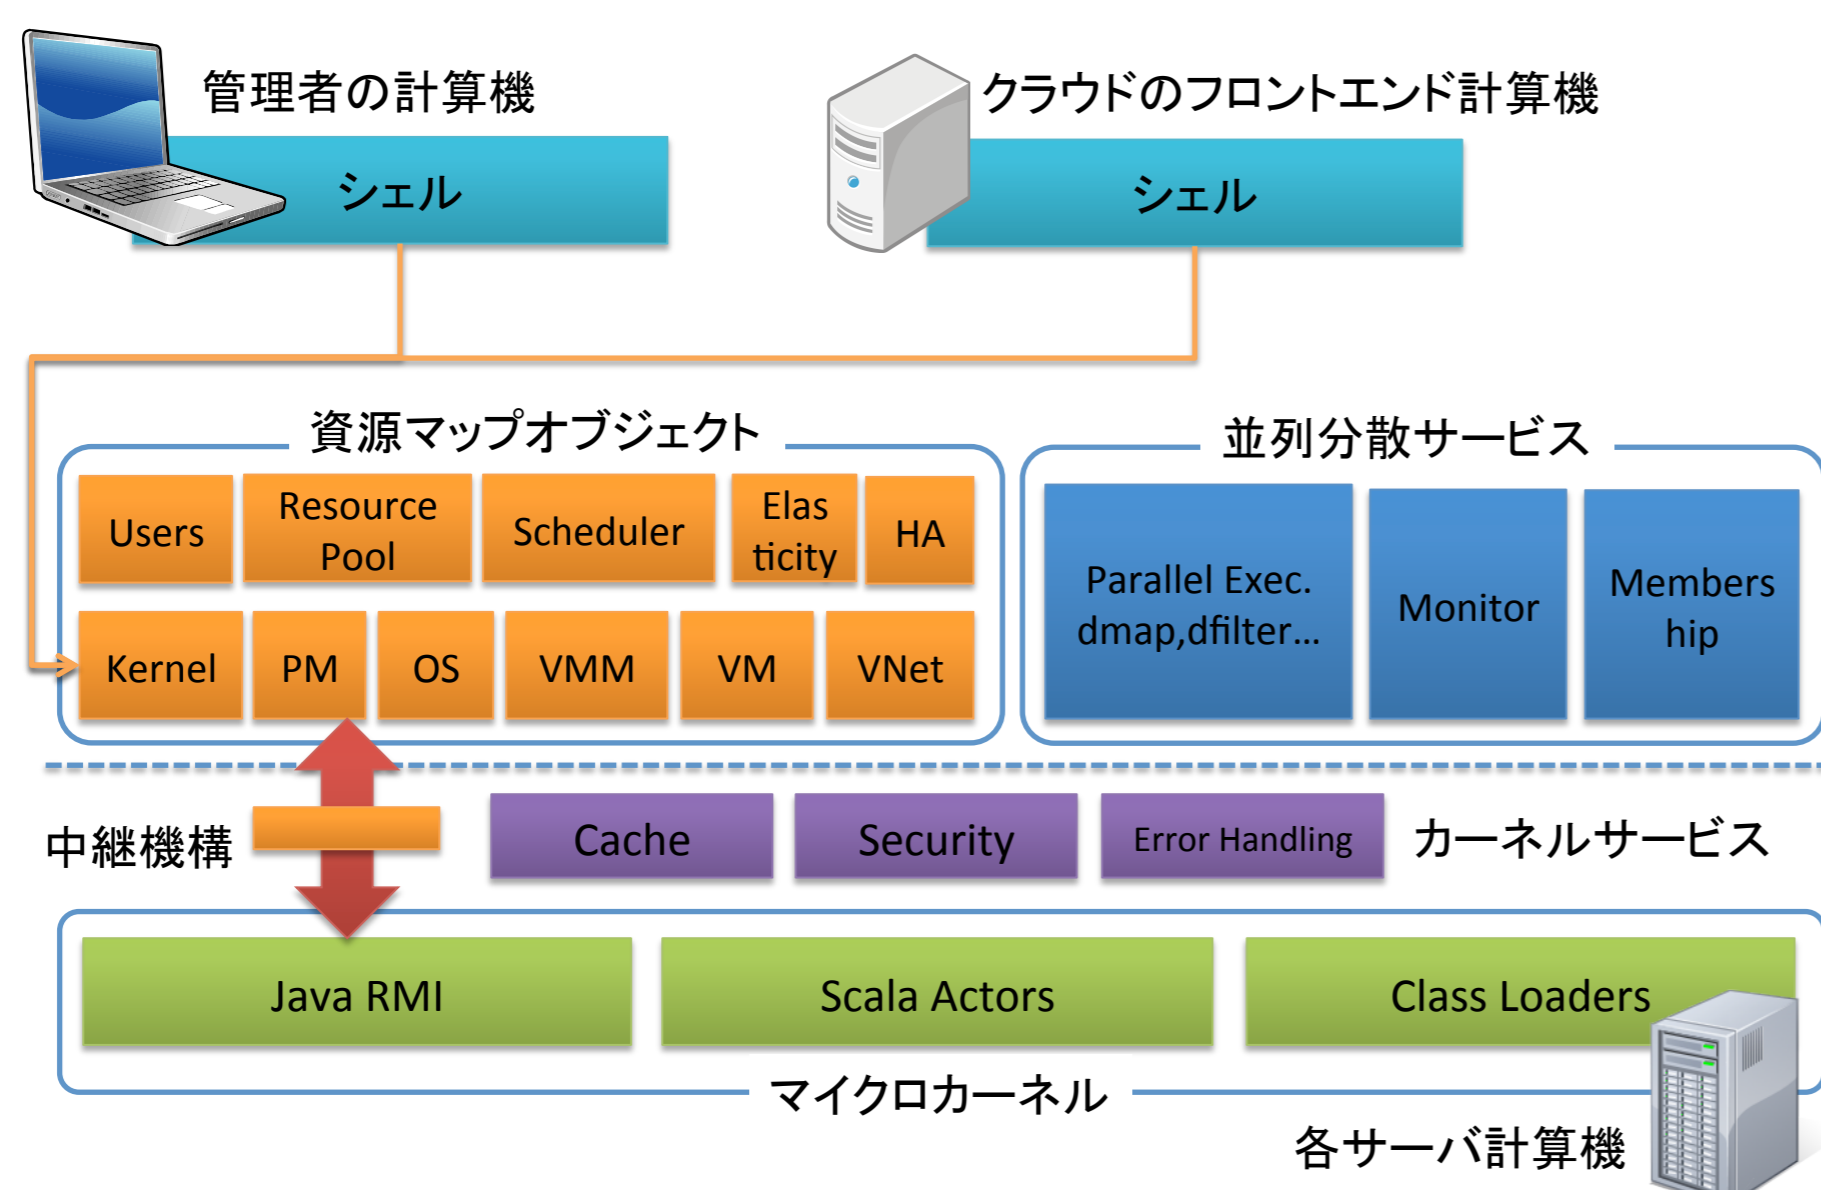 管理者の計算機
クラウドのフロントエンド計算機
シェル
シェル
資源マップオブジェクト
並列分散サービス
Users
Resource
Pool
Scheduler
Elas
ticity
HA
Kernel
PM
OS
VMM
VM
VNet
Parallel Exec.
dmap,dfilter...
Monitor
Members
hip
中継機構
Cache
Security
Error Handling
カーネルサービス
Java RMI
Scala Actors
Class Loaders
マイクロカーネル
各サーバ計算機